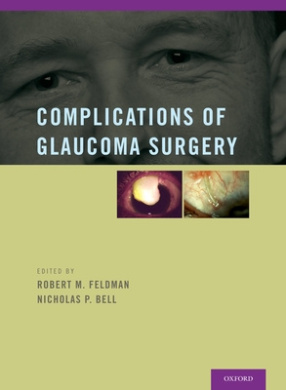 COMPLICATIONS OF
GLAUCOMA SURGERY
EDITED BY
ROBERT M. FELDMAN
NICHOLAS P. BELL
OXFORD